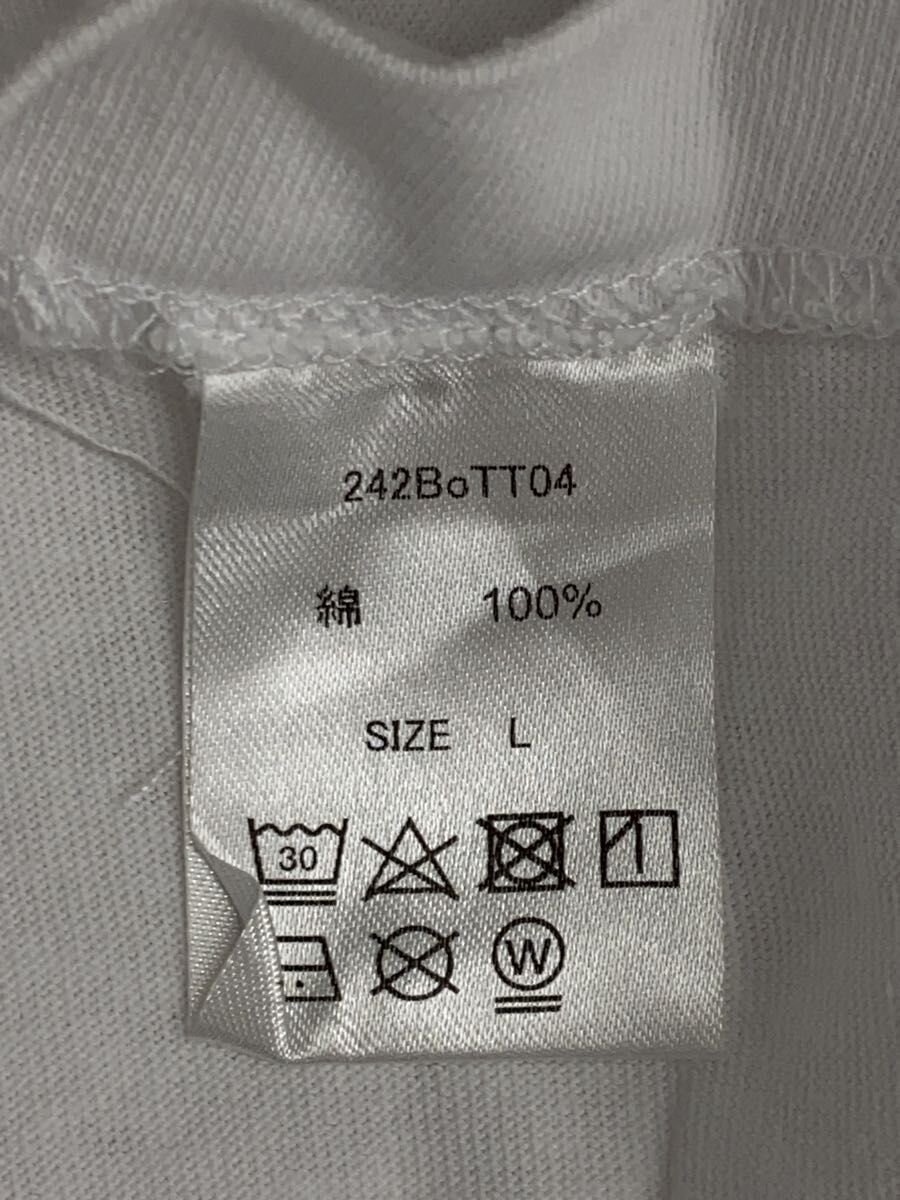 242BoTT04
綿 100%
SIZE L
30
W